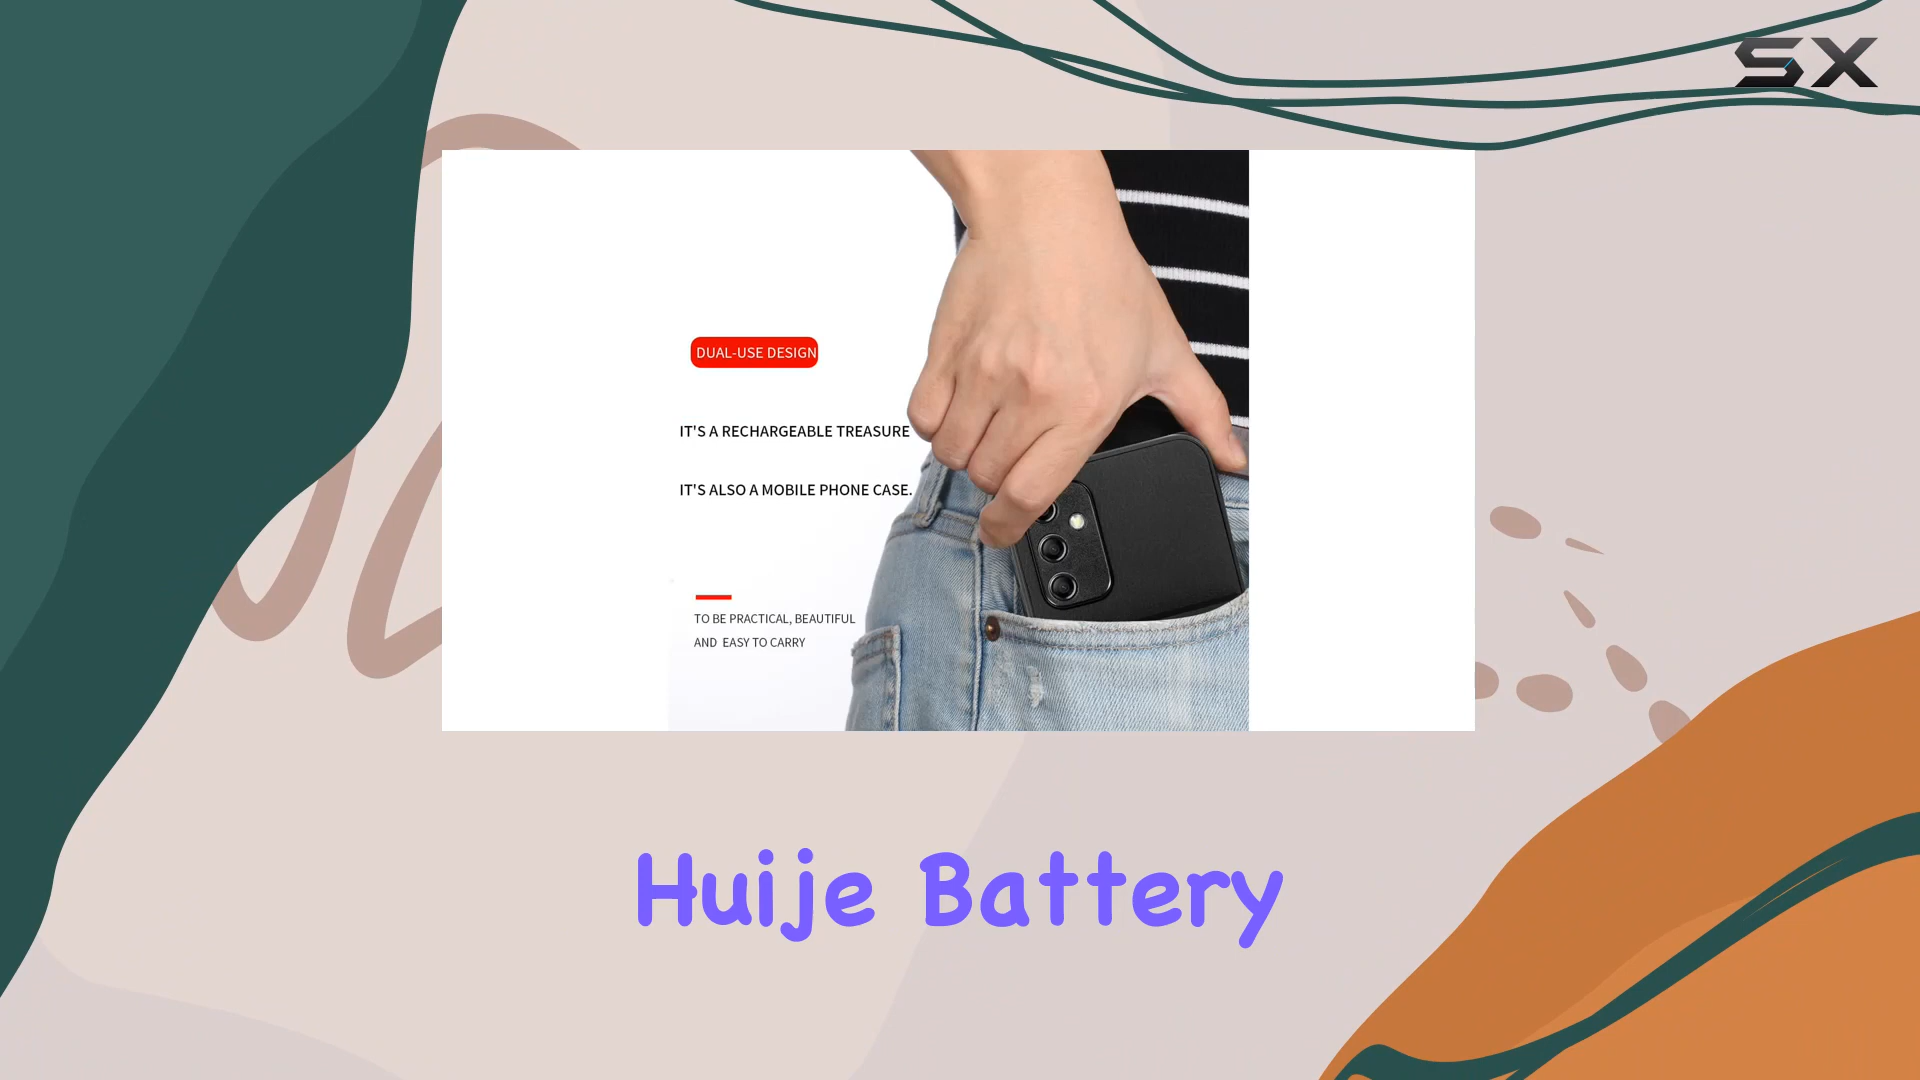 SX
DUAL-USE DESIGN
IT'S A RECHARGEABLE TREASURE
IT'S ALSO A MOBILE PHONE CASE.
TO BE PRACTICAL, BEAUTIFUL
AND EASY TO CARRY
Huije Battery